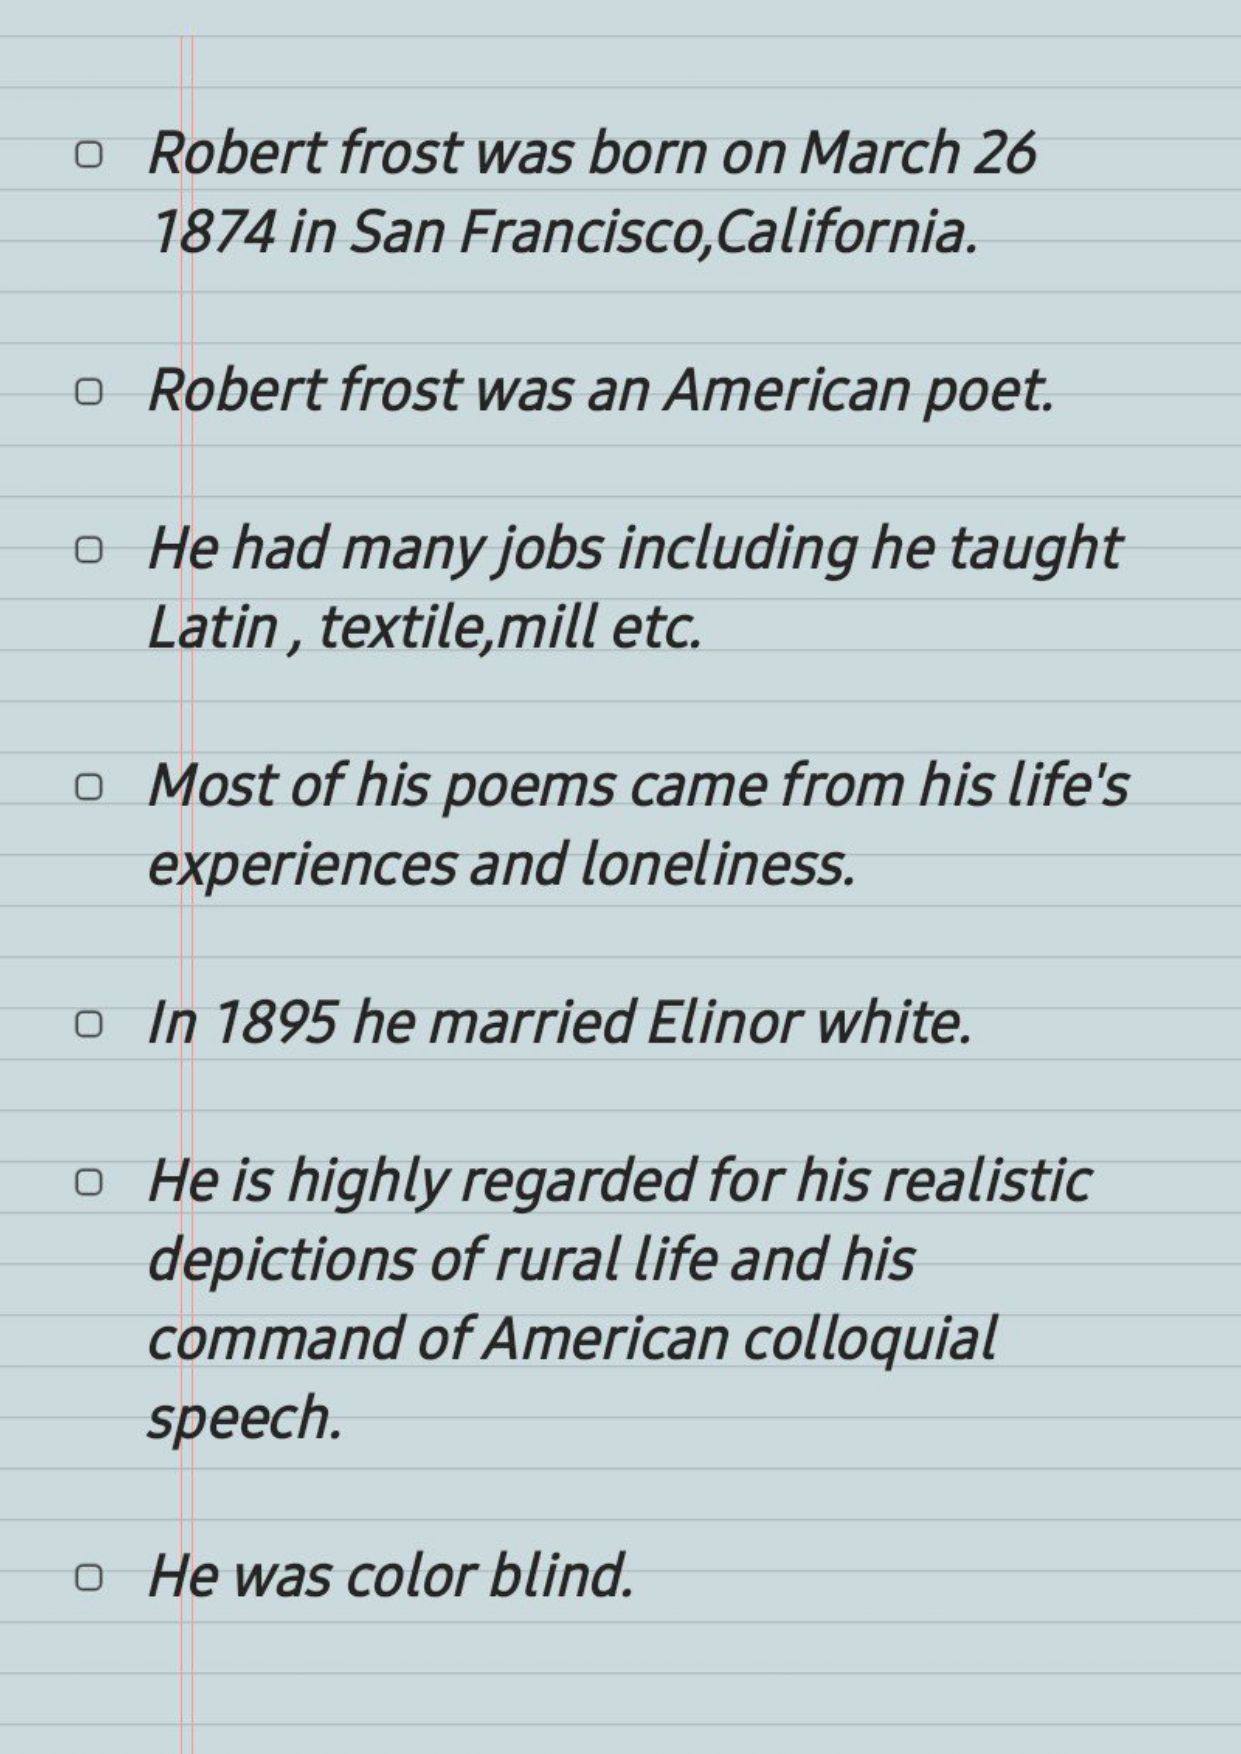 Robert frost was born on March 26
1874 in San Francisco,California.
Robert frost was an American poet.
He had many jobs including he taught
Latin , textile,mill etc.
Most of his poems came from his life's
experiences and loneliness.
In 1895 he married Elinor white.
He is highly regarded for his realistic
depictions of rural life and his
command of American colloquial
speech.
He was color blind.